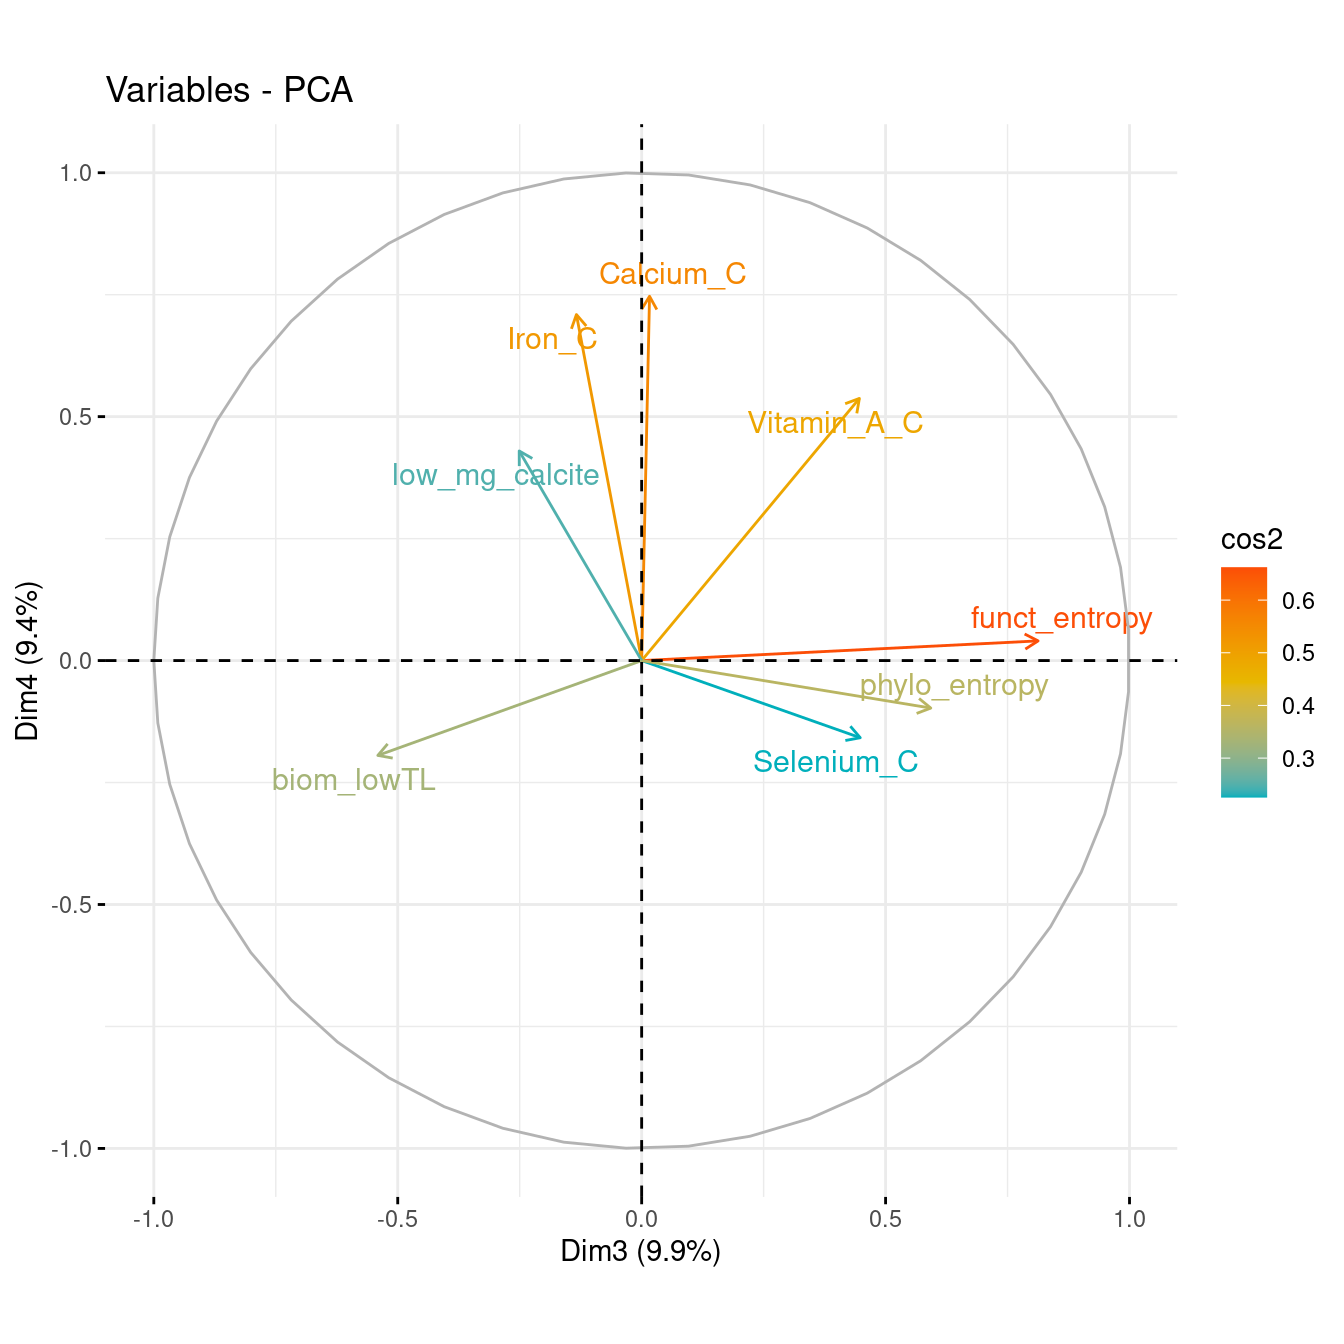 Variables - PCA
1.0
0.5
0.0
-0.5
-1.0
Dim4 (9.4%)
Calcium_C
Iron_C
Vitamin_A_C
low_mg_calcite
funct_entropy
phylo_entropy
Selenium_C
biom_lowTL
-1.0
-0.5
0.0
0.5
1.0
Dim3 (9.9%)
cos2
0.6
0.5
0.4
0.3